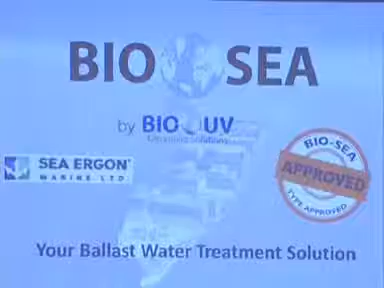 BIO SEA
by BIO UV
SEA ERGON
MARINE LTD.
BIO-SEA
APPROVED
TYPE APPROVED
Your Ballast Water Treatment Solution